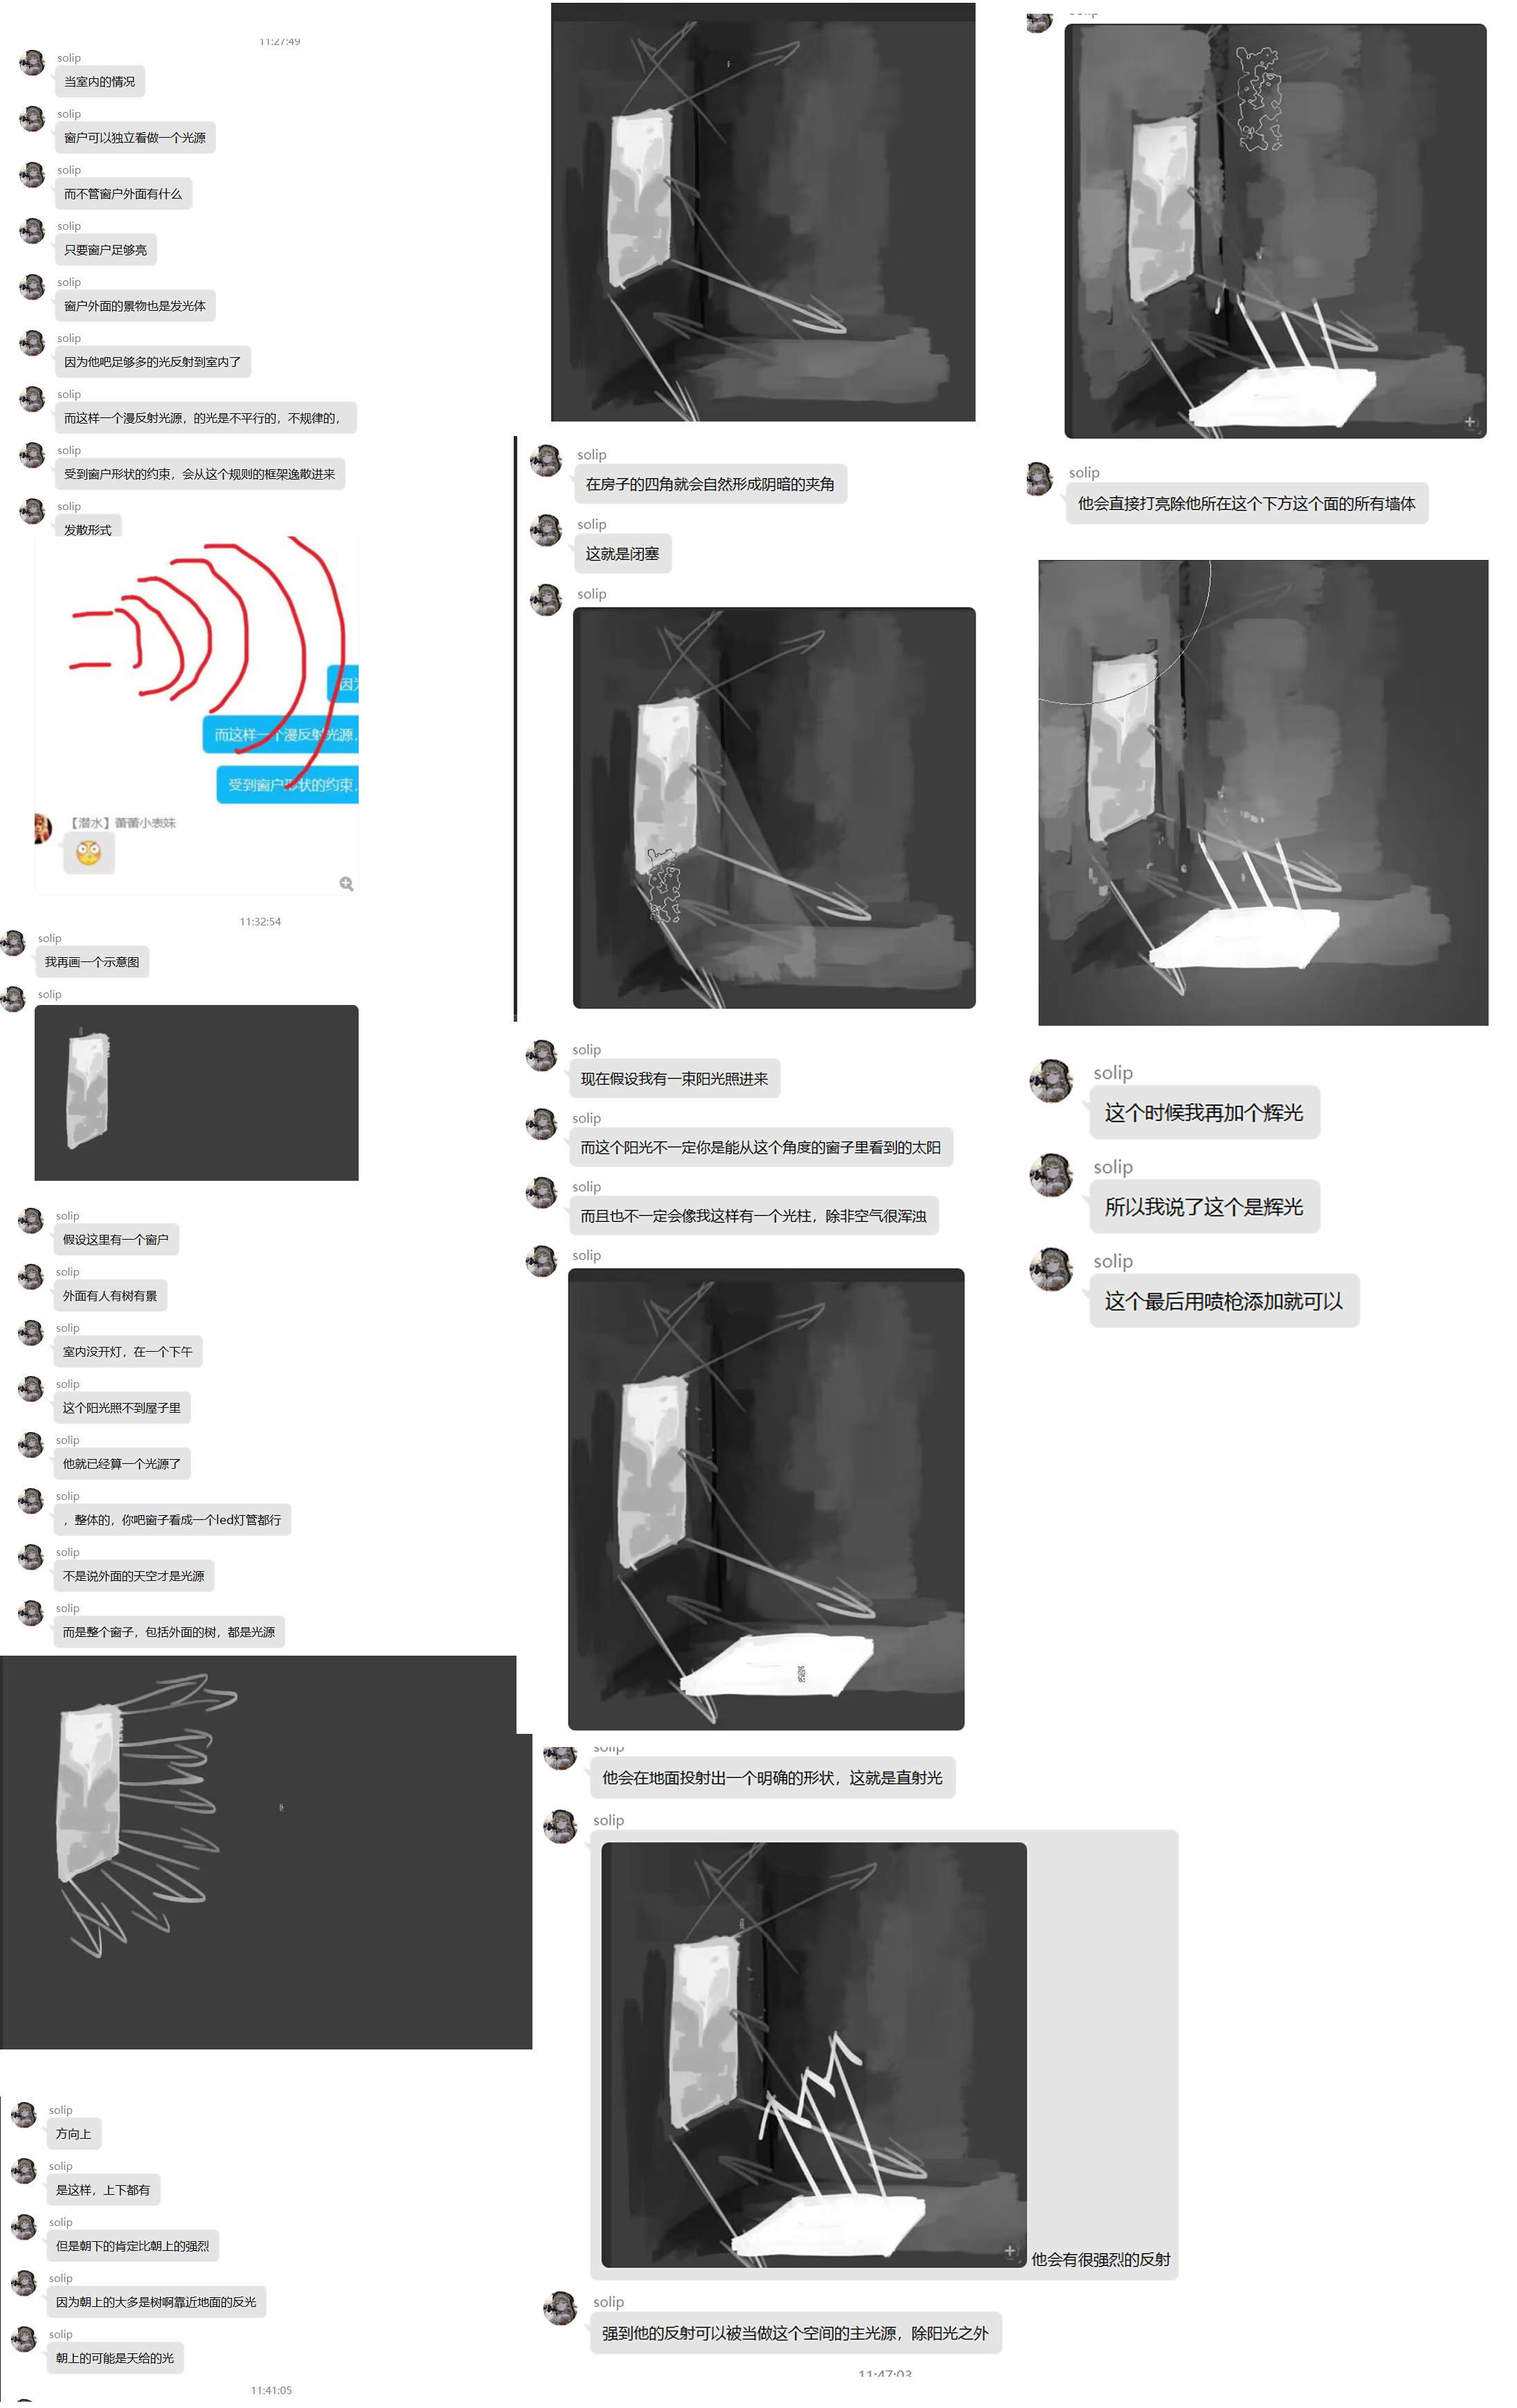 11:27:49
solip
当室内的情况
solip
窗户可以独立看做一个光源
solip
而不管窗户外面有什么
solip
只要窗户足够亮
solip
窗户外面的景物也是发光体
solip
因为他吧足够多的光反射到室内了
solip
而这样一个漫反射光源，的光是不平行的，不规律的，
solip
受到窗户形状的约束，会从这个规则的框架逸散进来
solip
发散形式
因为
而这样一个漫反射光源，
受到窗户形状的约束，
【潜水】蕾蕾小表妹
11:32:54
solip
我再画一个示意图
solip
solip
假设这里有一个窗户
solip
外面有人有树有景
solip
室内没开灯，在一个下午
solip
这个阳光照不到屋子里
solip
他就已经算一个光源了
solip
，整体的，你吧窗子看成一个led灯管都行
solip
不是说外面的天空才是光源
solip
而是整个窗子，包括外面的树，都是光源
solip
方向上
solip
是这样，上下都有
solip
但是朝下的肯定比朝上的强烈
solip
因为朝上的大多是树啊靠近地面的反光
solip
朝上的可能是天给的光
11:41:05
solip
在房子的四角就会自然形成阴暗的夹角
solip
这就是闭塞
solip
solip
现在假设我有一束阳光照进来
solip
而这个阳光不一定你是能从这个角度的窗子里看到的太阳
solip
而且也不一定会像我这样有一个光柱，除非空气很浑浊
solip
solip
他会在地面投射出一个明确的形状，这就是直射光
solip
他会有很强烈的反射
solip
强到他的反射可以被当做这个空间的主光源，除阳光之外
11:47:03
solip
solip
他会直接打亮除他所在这个下方这个面的所有墙体
solip
这个时候我再加个辉光
solip
所以我说了这个是辉光
solip
这个最后用喷枪添加就可以